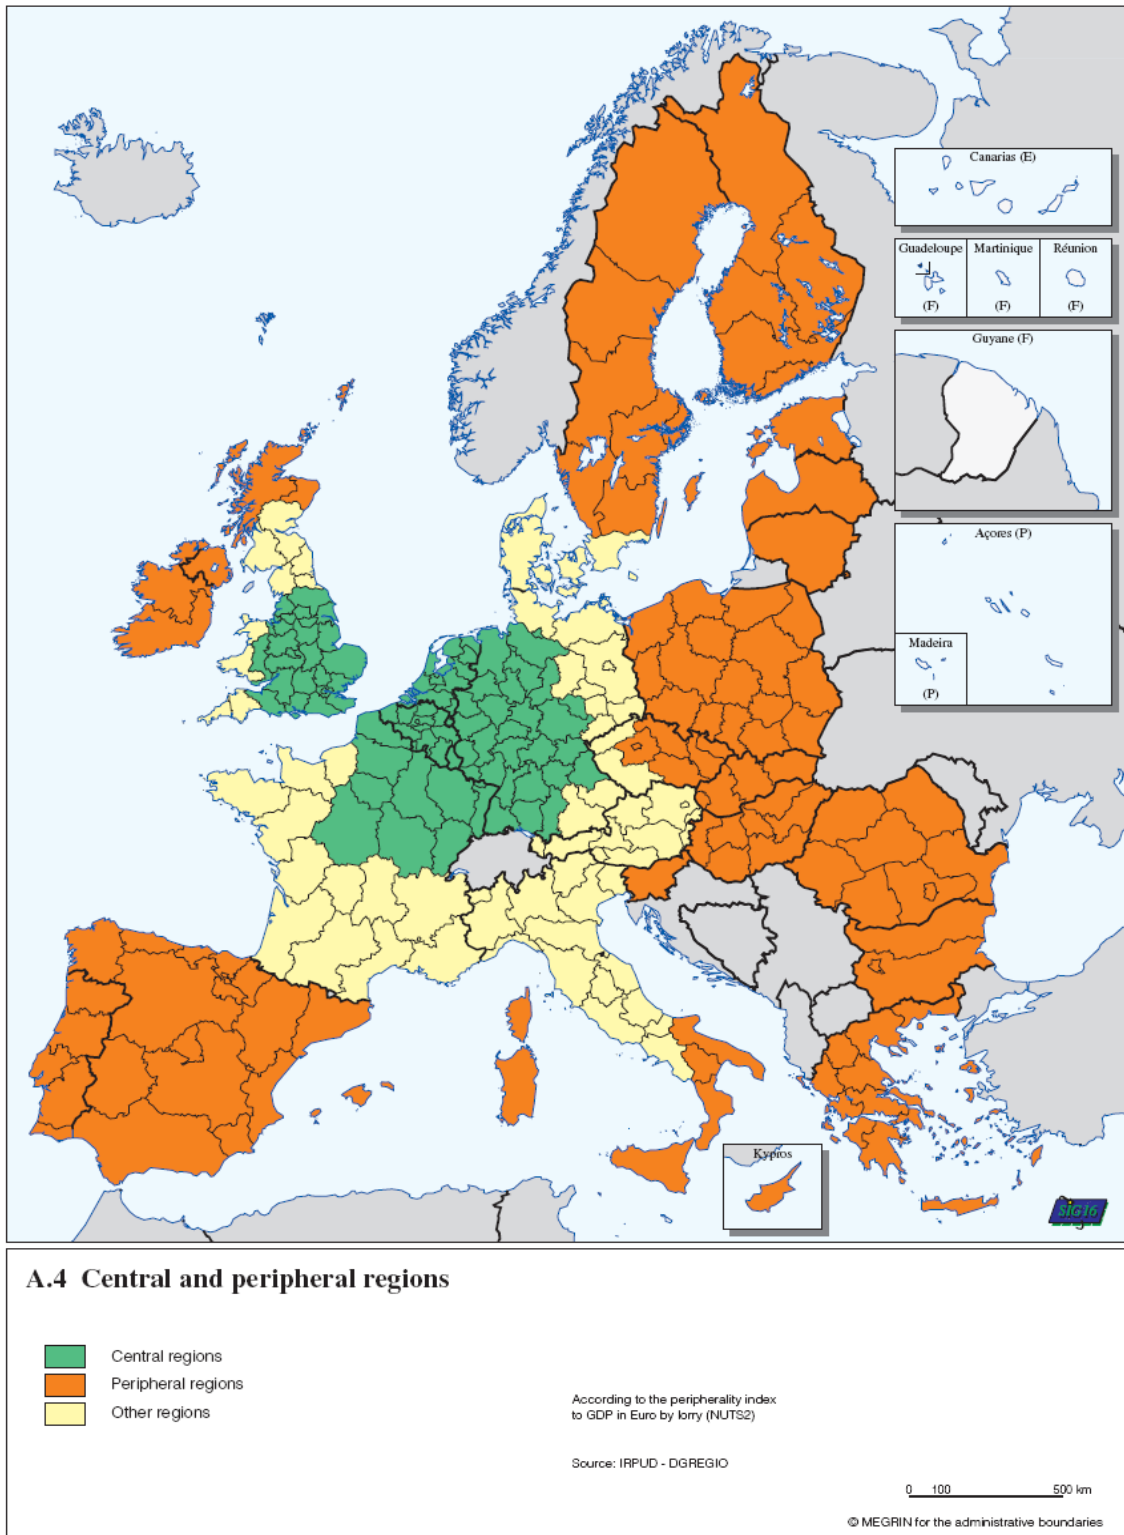 Canarias (E)
Guadeloupe
Martinique
Réunion
(F)
(F)
(F)
Guyane (F)
Açores (P)
Madeira
(P)
Kypros
SIG16
A.4 Central and peripheral regions
Central regions
Peripheral regions
Other regions
According to the peripherality index
to GDP in Euro by lorry (NUTS2)
Source: IRPUD - DGREGIO
0 100 500 km
© MEGRIN for the administrative boundaries